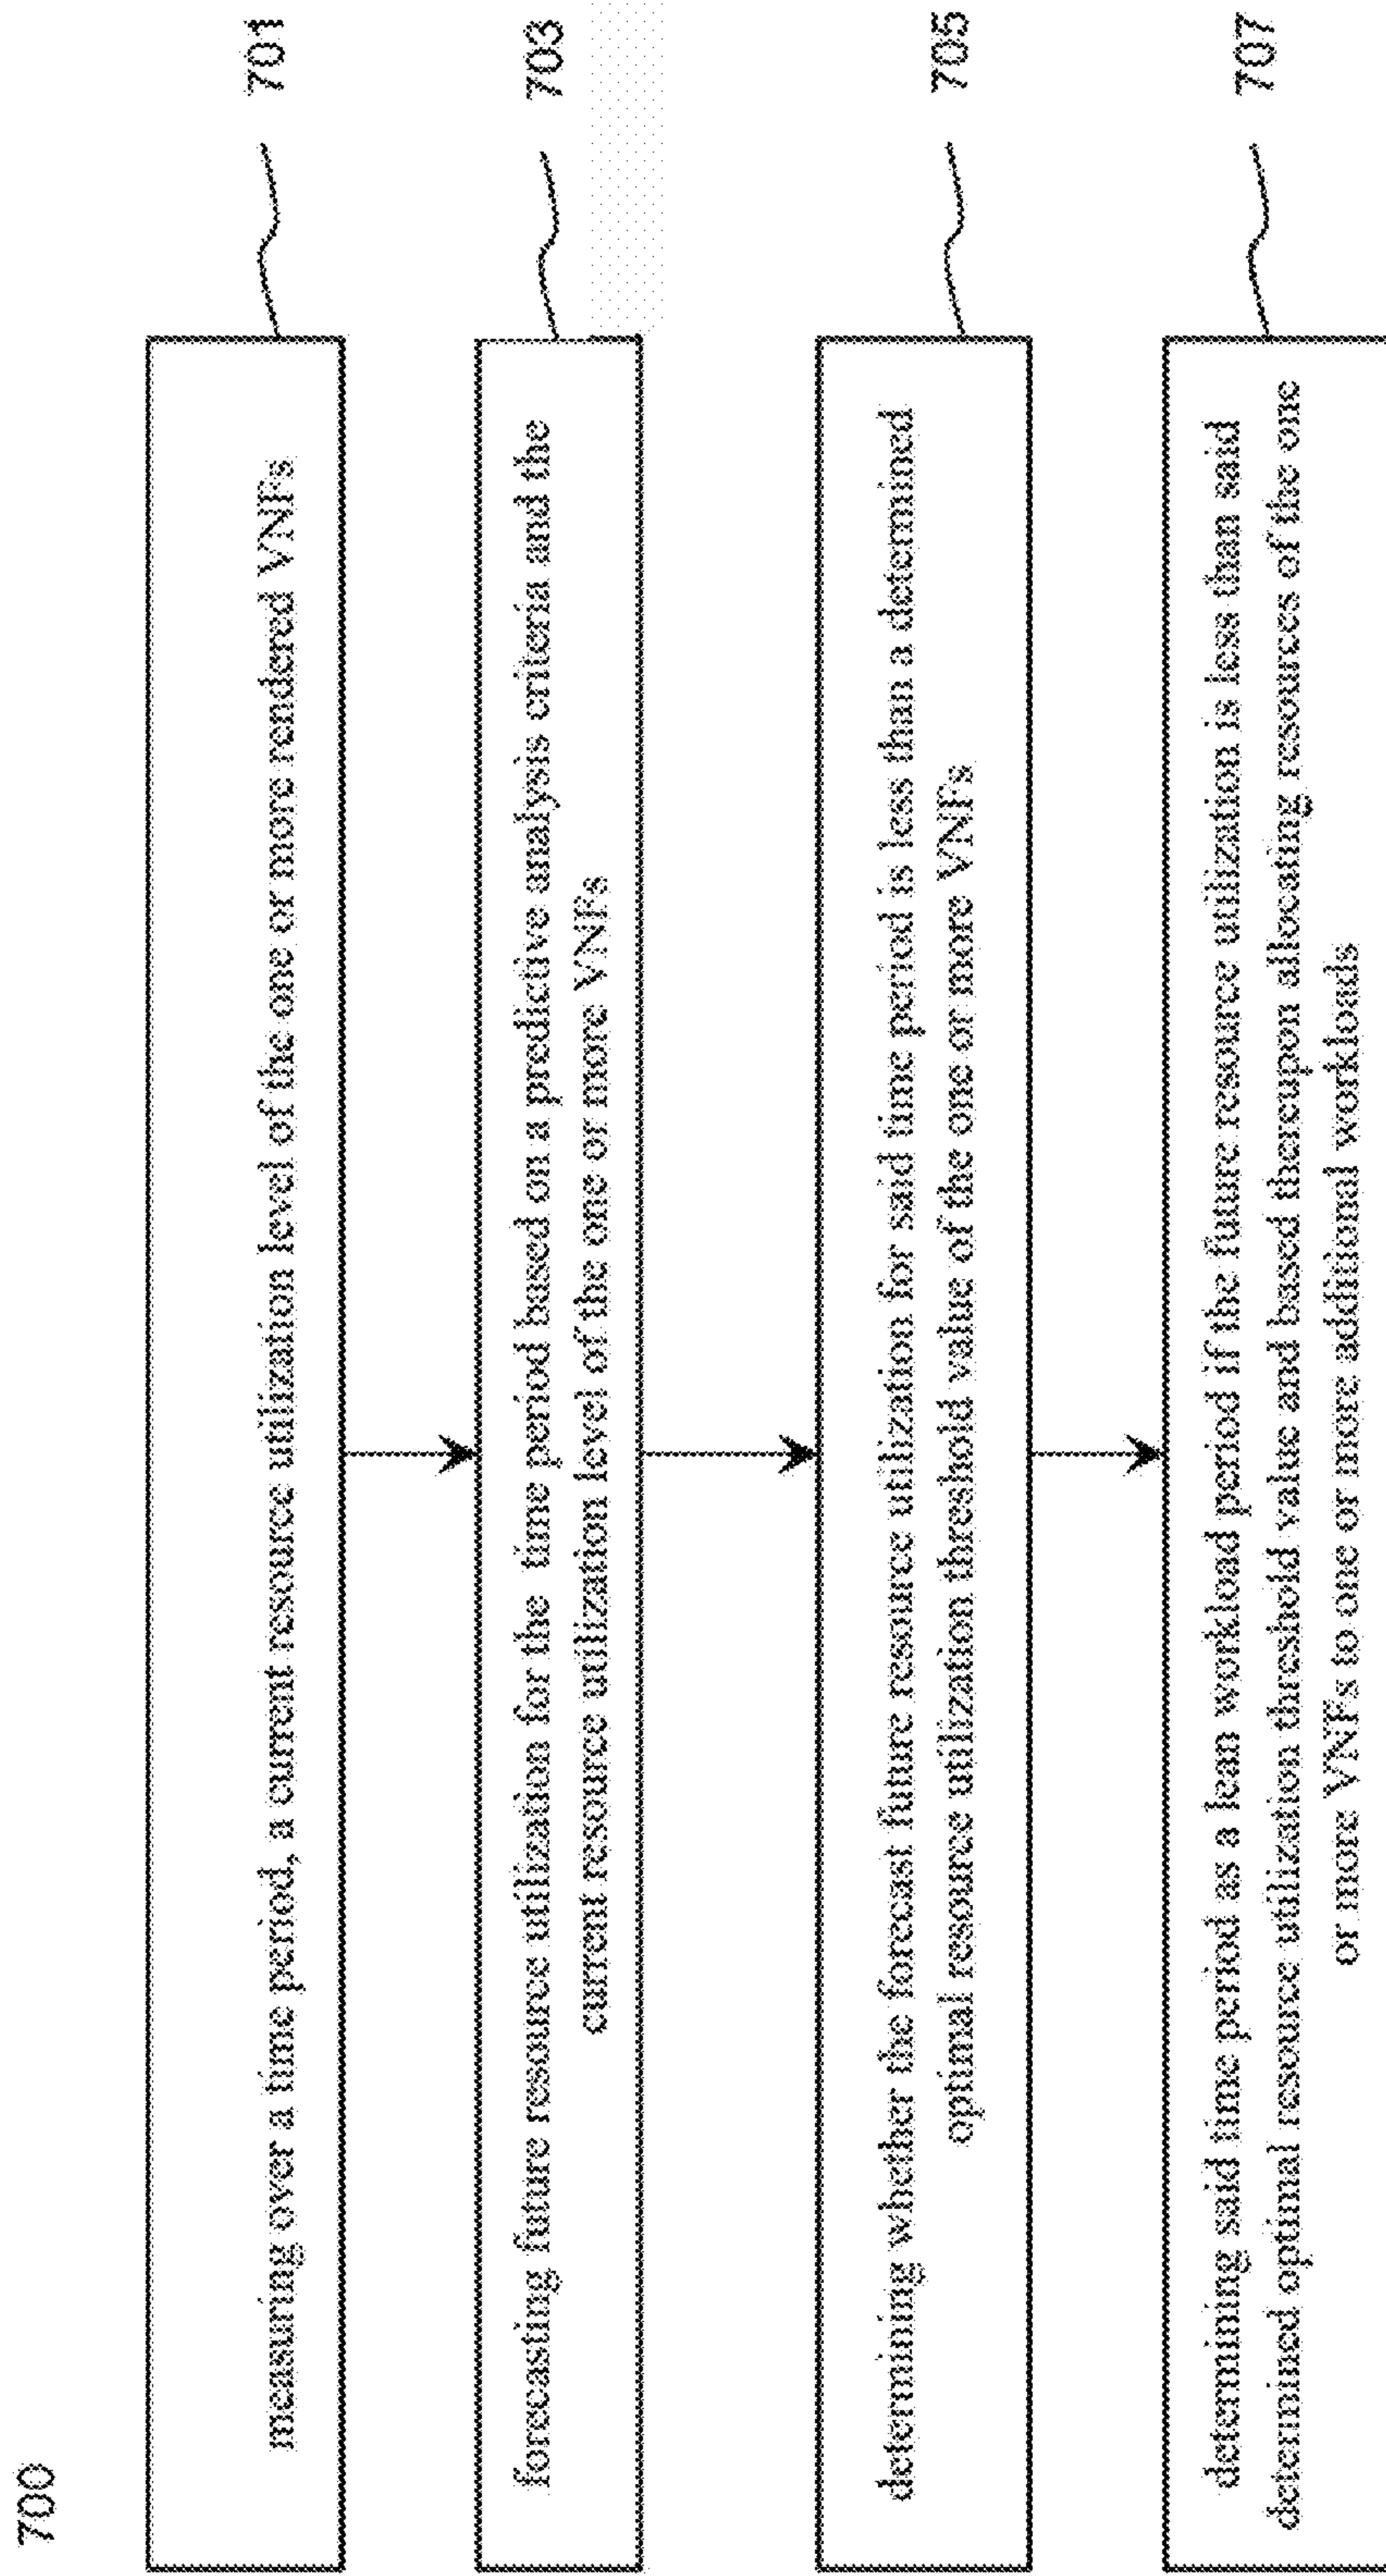 700
measuring over a time period, a current resource utilization level of the one or more rendered VNFs
701
forecasting future resource utilization for the time period based on a predictive analysis criteria and the
current resource utilization level of the one or more VNFs
703
determining whether the forecast future resource utilization for said time period is less than a determined
optimal resource utilization threshold value of the one or more VNFs
705
determining said time period as a lean workload period if the future resource utilization is less than said
determined optimal resource utilization threshold value and based thereupon allocating resources of the one
or more VNFs to one or more additional workloads
707